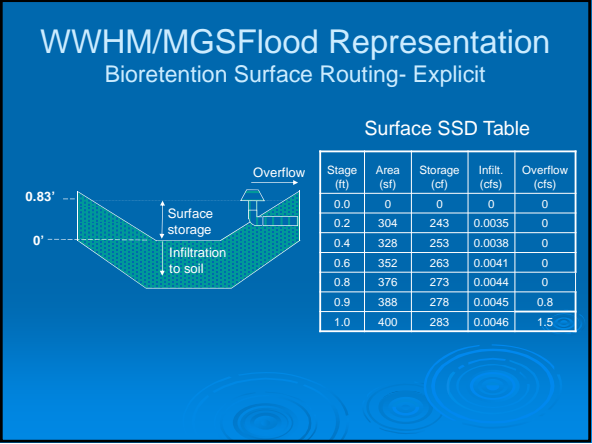 WWHM/MGSFlood Representation
Bioretention Surface Routing- Explicit
Surface SSD Table
Overflow
0.83’
Surface
storage
0’
Infiltration
to soil
Stage (ft) Area (sf) Storage (cf) Infilt. (cfs) Overflow (cfs)
0.0 0 0 0 0
0.2 304 243 0.0035 0
0.4 328 253 0.0038 0
0.6 352 263 0.0041 0
0.8 376 273 0.0044 0
0.9 388 278 0.0045 0.8
1.0 400 283 0.0046 1.5